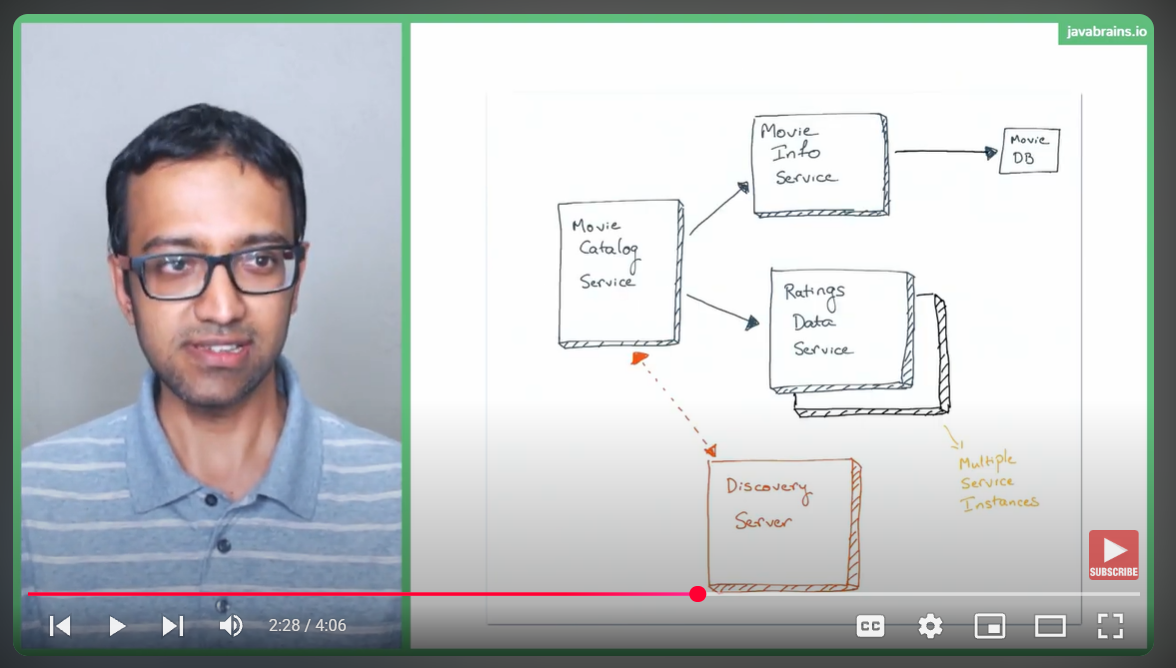 javabrains.io
Movie
Info
Service
Movie
DB
Movie
Catalog
Service
Ratings
Data
Service
Multiple
Service
Instances
Discovery
Server
SUBSCRIBE
2:28 / 4:06
CC